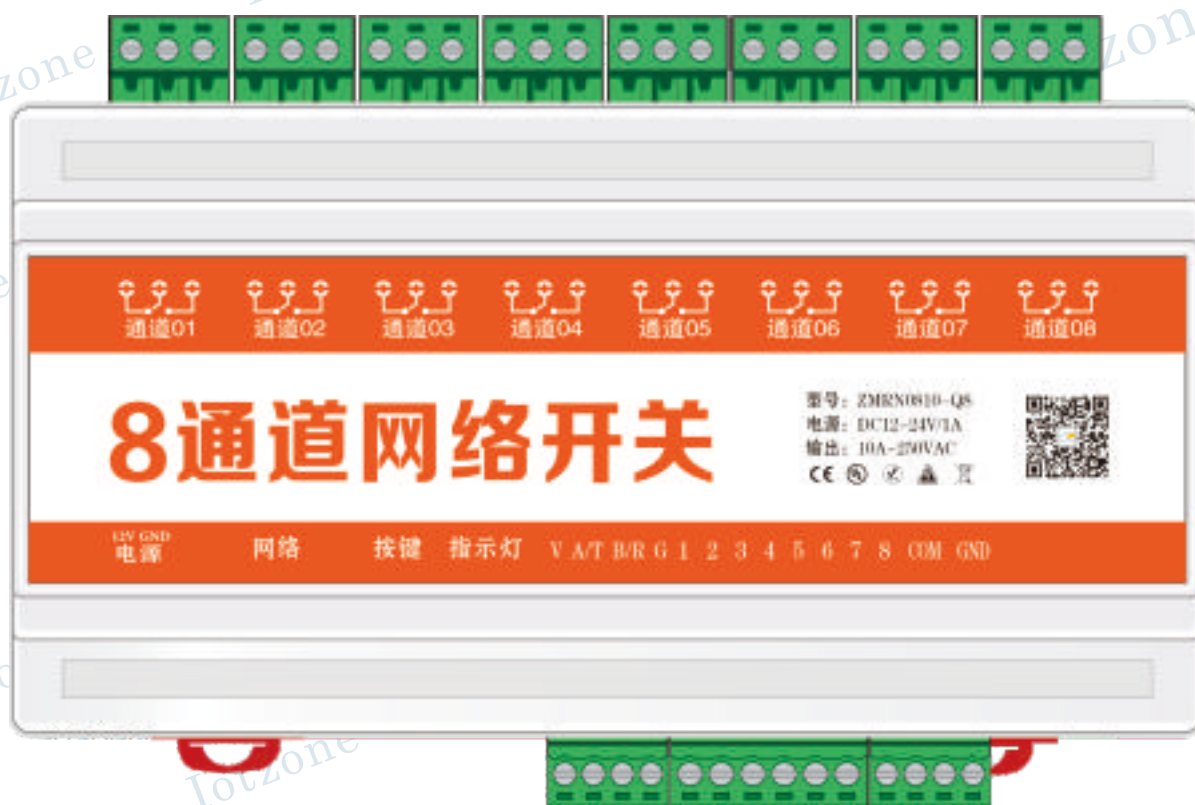 通道01 通道02 通道03 通道04 通道05 通道06 通道07 通道08
8通道网络开关
型号: ZMRN0810-QS
电源: DC12-24V/1A
输出: 10A-250VAC
CE
12V GND
电源 网络 按键 指示灯 V A/T B/R G 1 2 3 4 5 6 7 8 COM GND
Iotzone